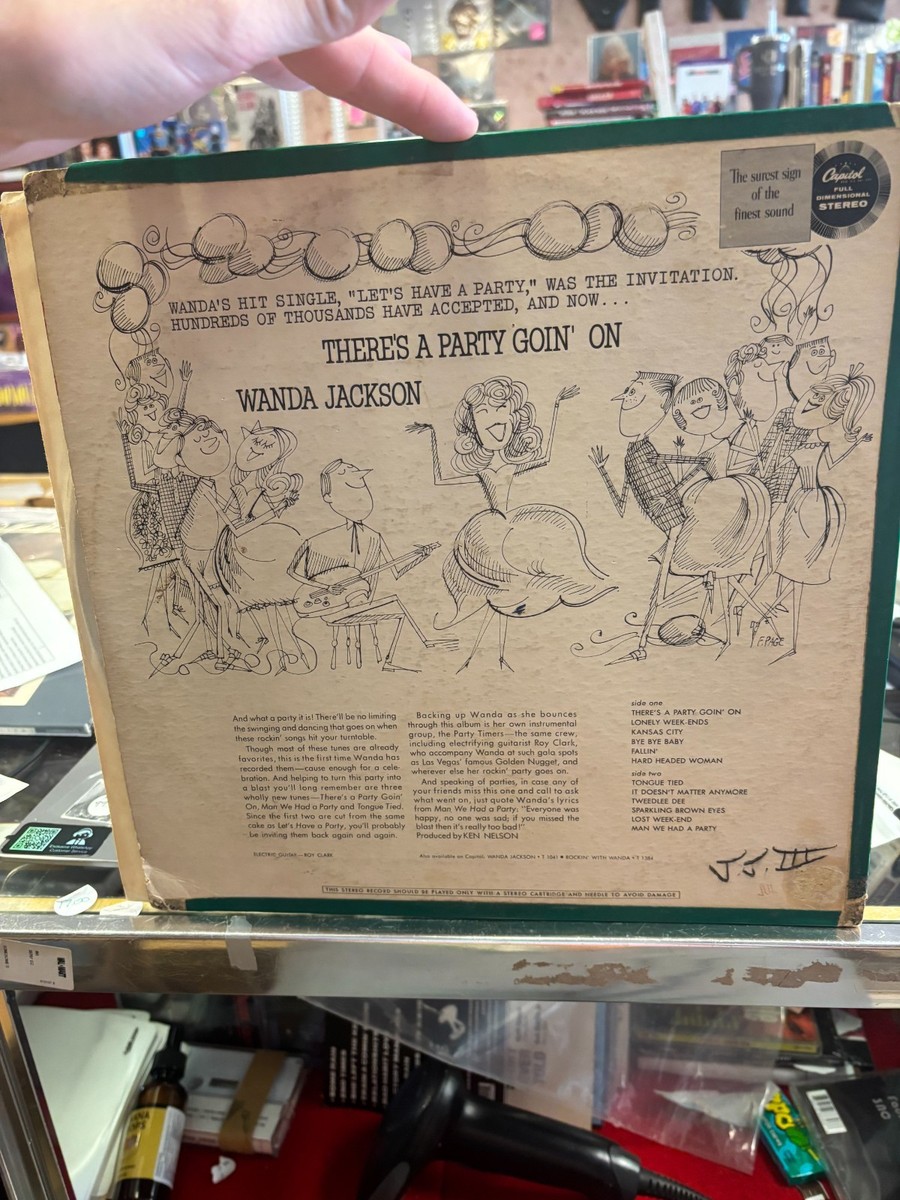 The surest sign
of the
finest sound
Capitol
FULL
DIMENSIONAL
STEREO
WANDA'S HIT SINGLE, "LET'S HAVE A PARTY," WAS THE INVITATION.
HUNDREDS OF THOUSANDS HAVE ACCEPTED, AND NOW...
THERE'S A PARTY GOIN' ON
WANDA JACKSON
F. PAGE
And what a party it is! There'll be no limiting
the swinging and dancing that goes on when
these rockin' songs hit your turntable.
Though most of these tunes are already
favorites, this is the first time Wanda has
recorded them—cause enough for a cele-
bration. And helping to turn this party into
a blast you'll long remember are three
wholly new tunes—There's a Party Goin'
On, Man We Had a Party and Tongue Tied.
Since the first two are cut from the same
cake as Let's Have a Party, you'll probably
be inviting them back again and again.
Backing up Wanda as she bounces
through this album is her own instrumental
group, the Party Timers—the same crew,
including electrifying guitarist Roy Clark,
who accompany Wanda at such gala spots
as Las Vegas' famous Golden Nugget, and
wherever else her rockin' party goes on.
And speaking of parties, in case any of
your friends miss this one and call to ask
what went on, just quote Wanda's lyrics
from Man We Had a Party: "Everyone was
happy, no one was sad; if you missed the
blast then it's really too bad!"
Produced by KEN NELSON
side one
THERE'S A PARTY GOIN' ON
LONELY WEEK-ENDS
KANSAS CITY
BYE BYE BABY
FALLIN'
HARD HEADED WOMAN
side two
TONGUE TIED
IT DOESN'T MATTER ANYMORE
TWEEDLEE DEE
SPARKLING BROWN EYES
LOST WEEK-END
MAN WE HAD A PARTY
ELECTRIC GUITAR—ROY CLARK
Also available on Capitol: WANDA JACKSON • T 1041 • ROCKIN' WITH WANDA • T 1384
J.J. III
THIS STEREO RECORD SHOULD BE PLAYED ONLY WITH A STEREO CARTRIDGE AND NEEDLE TO AVOID DAMAGE